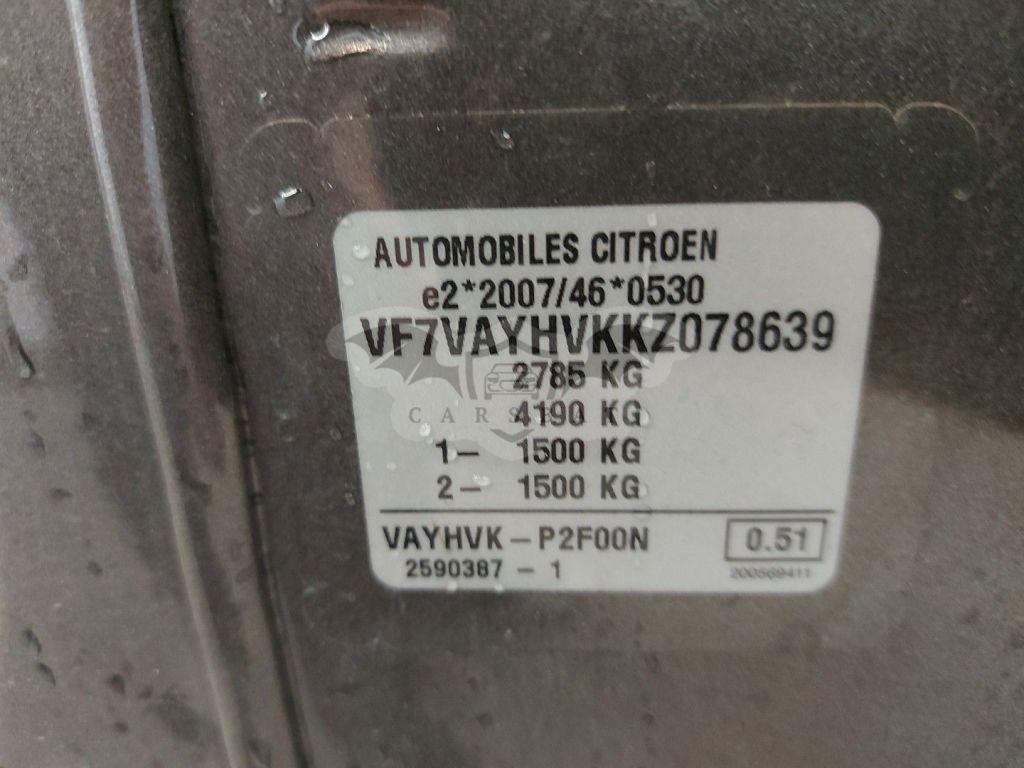 AUTOMOBILES CITROEN
e2*2007/46*0530
VF7VAYHVKKZ078639
2785 KG
4190 KG
1- 1500 KG
2- 1500 KG
VAYHVK-P2F00N
0.51
2590387-1
200569411
CARS